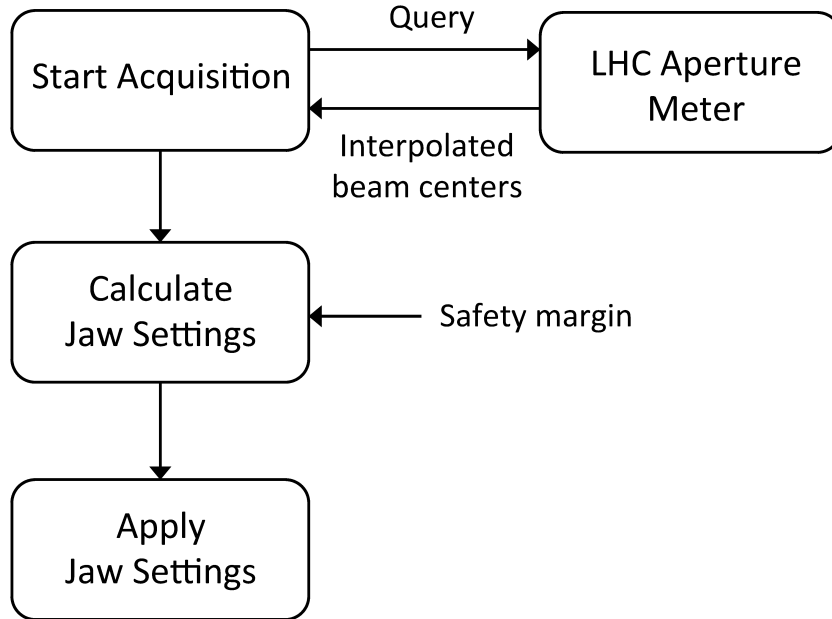 Query
Start Acquisition
LHC Aperture
Meter
Interpolated
beam centers
Calculate
Jaw Settings
Safety margin
Apply
Jaw Settings